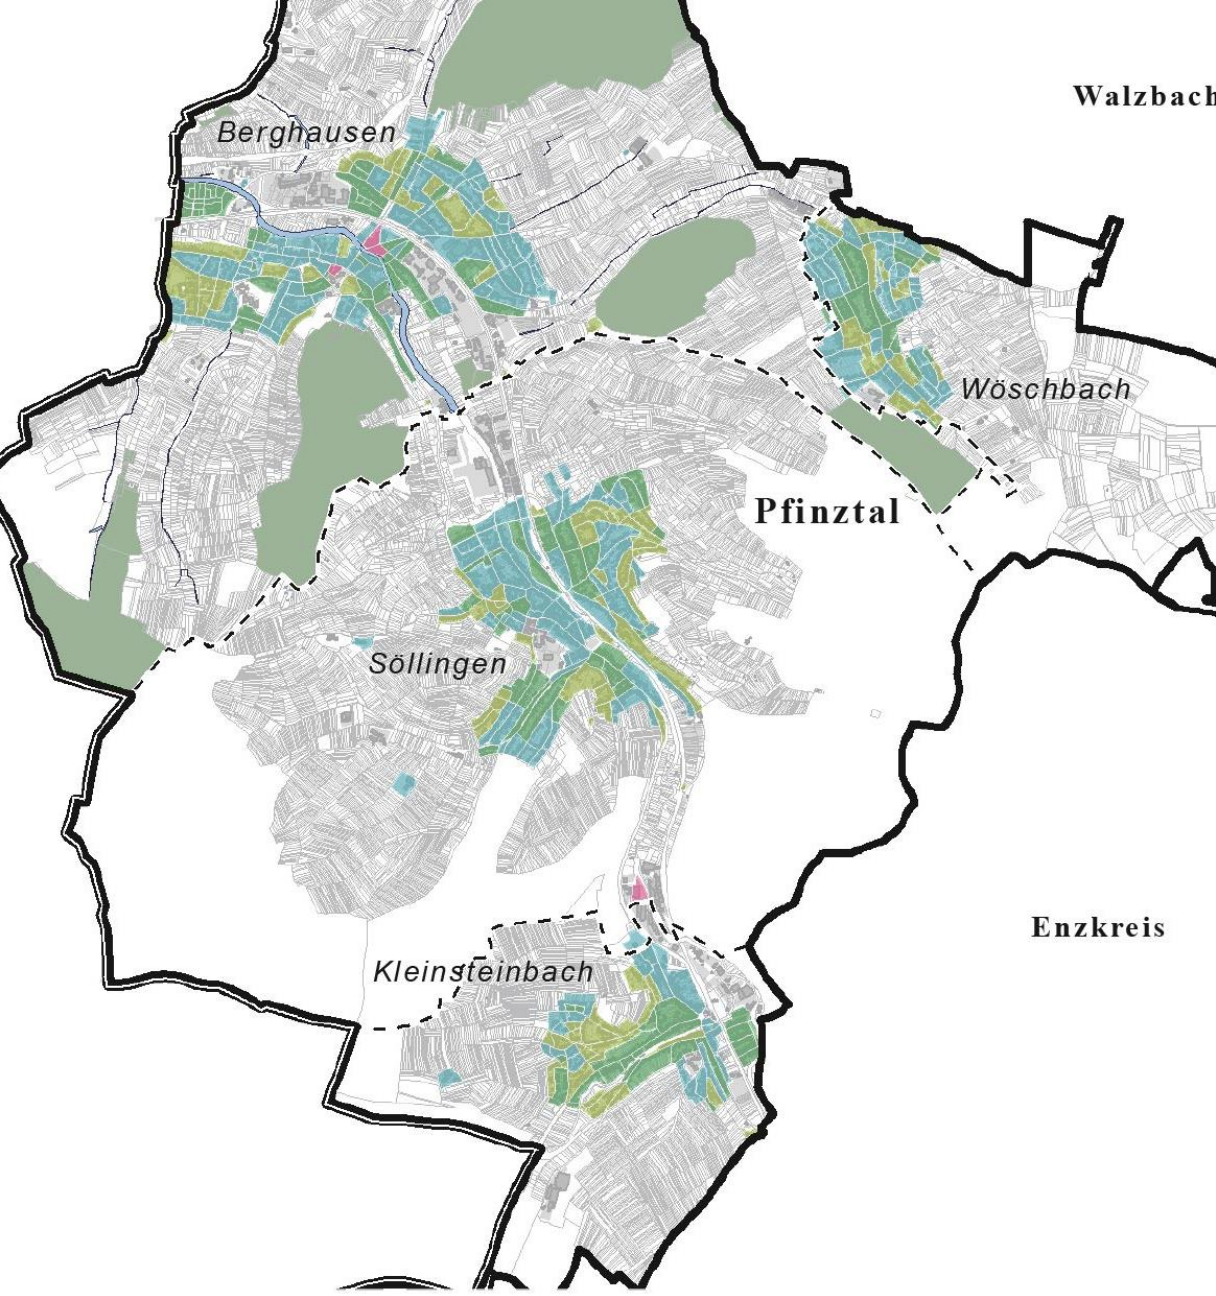 Walzbach
Berghausen
Wöschbach
Pfinztal
Söllingen
Enzkreis
Kleinsteinbach